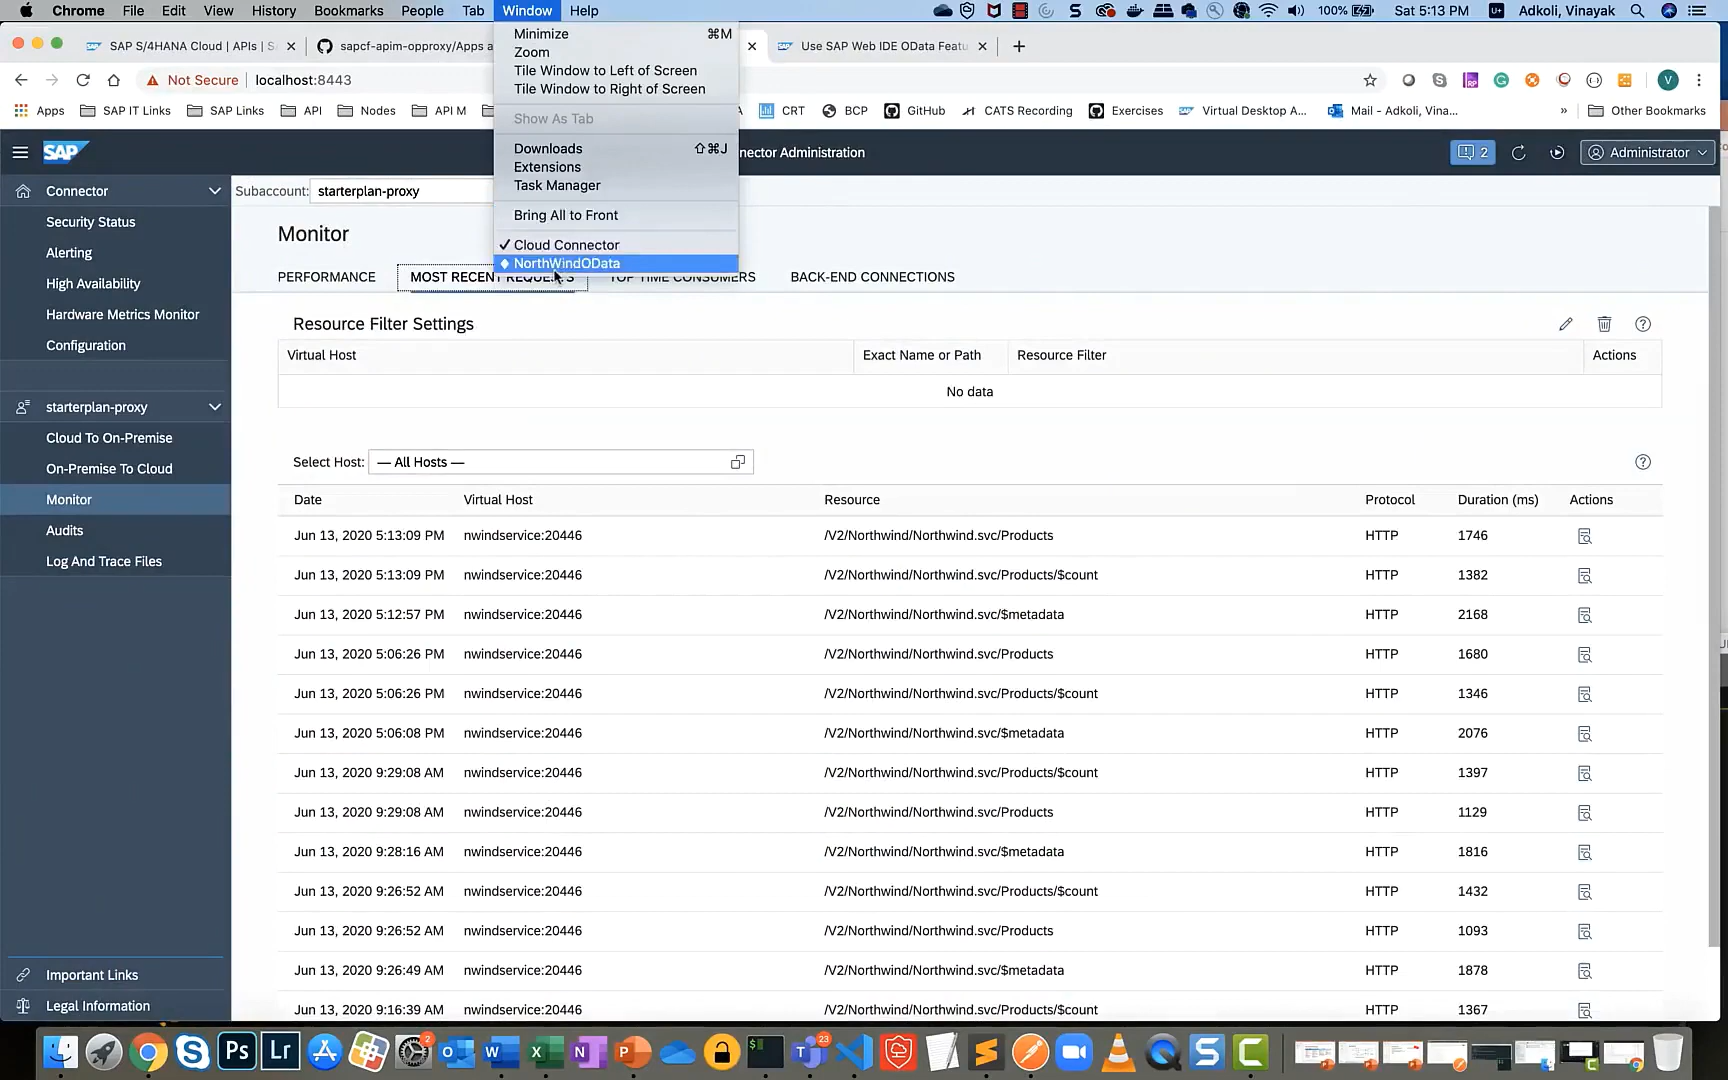 Chrome File Edit View History Bookmarks People Tab Window Help
100% Sat 5:13 PM Adkoli, Vinayak
SAP S/4HANA Cloud | APIs |
sapcf-apim-opproxy/Apps a
Use SAP Web IDE OData Featu
Not Secure localhost:8443
Apps SAP IT Links SAP Links API Nodes API M CRT BCP GitHub CATS Recording Exercises Virtual Desktop A... Mail - Adkoli, Vina... » Other Bookmarks
Minimize ⌘M
Zoom
Tile Window to Left of Screen
Tile Window to Right of Screen
Show As Tab
Downloads ⇧⌘J
Extensions
Task Manager
Bring All to Front
✓ Cloud Connector
NorthWindOData
SAP
nnector Administration
2
Administrator
Connector
Security Status
Alerting
High Availability
Hardware Metrics Monitor
Configuration
starterplan-proxy
Cloud To On-Premise
On-Premise To Cloud
Monitor
Audits
Log And Trace Files
Important Links
Legal Information
Subaccount: starterplan-proxy
Monitor
PERFORMANCE MOST RECENT REQUESTS TOP TIME CONSUMERS BACK-END CONNECTIONS
Resource Filter Settings
Virtual Host Exact Name or Path Resource Filter Actions
No data
Select Host: — All Hosts —
Date Virtual Host Resource Protocol Duration (ms) Actions
Jun 13, 2020 5:13:09 PM nwindservice:20446 /V2/Northwind/Northwind.svc/Products HTTP 1746
Jun 13, 2020 5:13:09 PM nwindservice:20446 /V2/Northwind/Northwind.svc/Products/$count HTTP 1382
Jun 13, 2020 5:12:57 PM nwindservice:20446 /V2/Northwind/Northwind.svc/$metadata HTTP 2168
Jun 13, 2020 5:06:26 PM nwindservice:20446 /V2/Northwind/Northwind.svc/Products HTTP 1680
Jun 13, 2020 5:06:26 PM nwindservice:20446 /V2/Northwind/Northwind.svc/Products/$count HTTP 1346
Jun 13, 2020 5:06:08 PM nwindservice:20446 /V2/Northwind/Northwind.svc/$metadata HTTP 2076
Jun 13, 2020 9:29:08 AM nwindservice:20446 /V2/Northwind/Northwind.svc/Products/$count HTTP 1397
Jun 13, 2020 9:29:08 AM nwindservice:20446 /V2/Northwind/Northwind.svc/Products HTTP 1129
Jun 13, 2020 9:28:16 AM nwindservice:20446 /V2/Northwind/Northwind.svc/$metadata HTTP 1816
Jun 13, 2020 9:26:52 AM nwindservice:20446 /V2/Northwind/Northwind.svc/Products/$count HTTP 1432
Jun 13, 2020 9:26:52 AM nwindservice:20446 /V2/Northwind/Northwind.svc/Products HTTP 1093
Jun 13, 2020 9:26:49 AM nwindservice:20446 /V2/Northwind/Northwind.svc/$metadata HTTP 1878
Jun 13, 2020 9:16:39 AM nwindservice:20446 /V2/Northwind/Northwind.svc/Products/$count HTTP 1367
Ps Lr 2 23